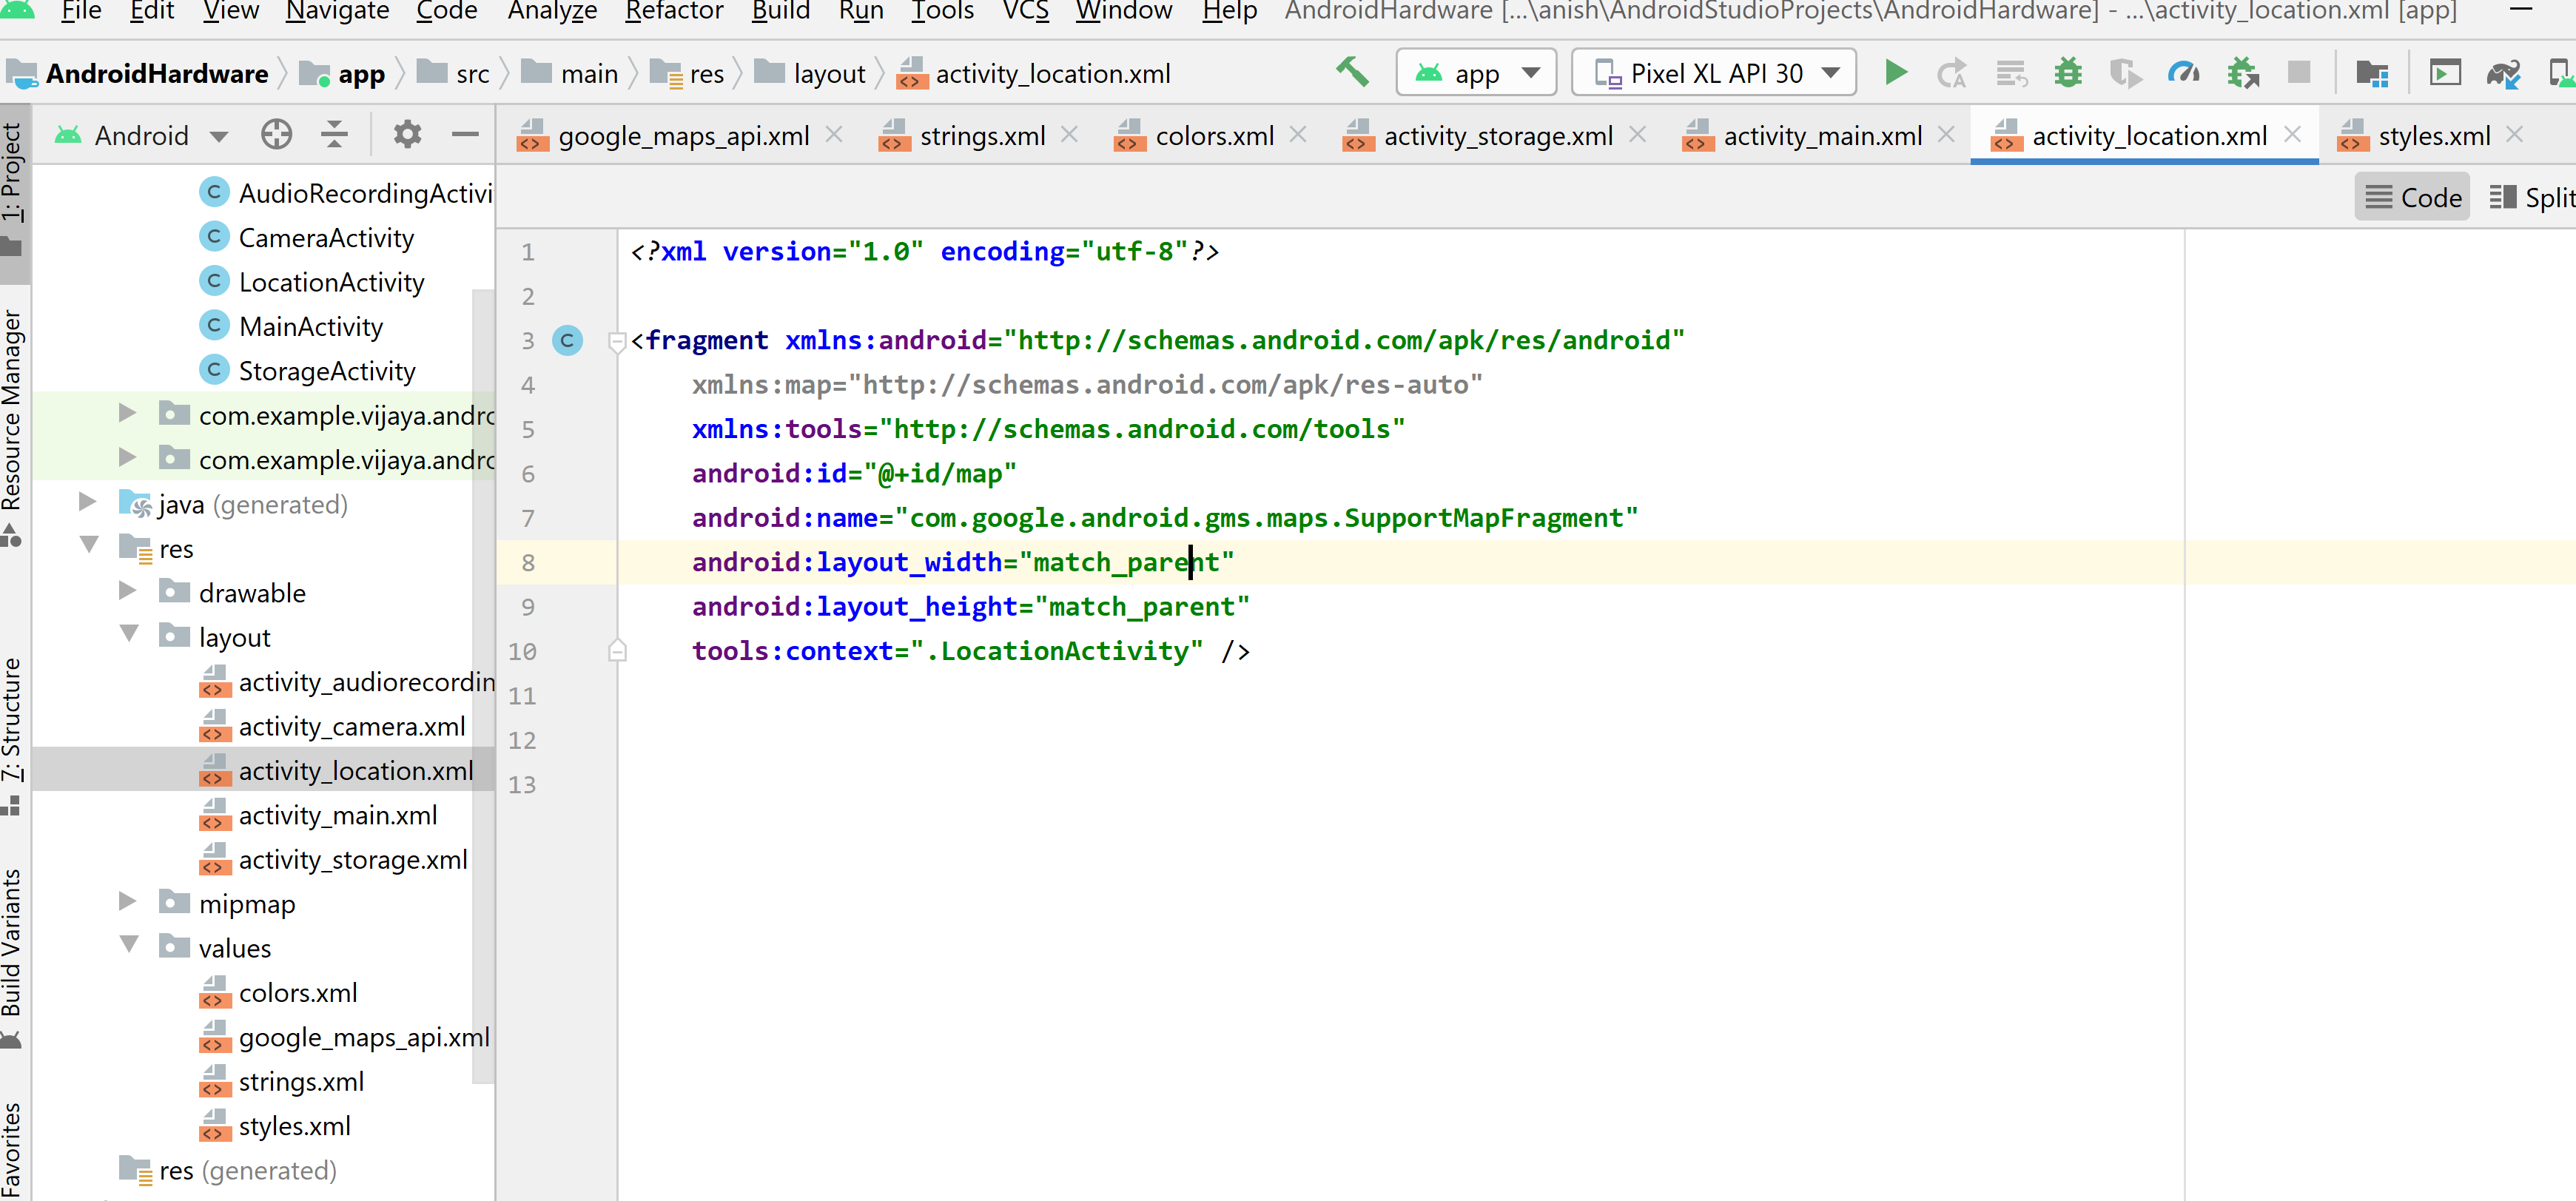 File Edit View Navigate Code Analyze Refactor Build Run Tools VCS Window Help AndroidHardware [...\anish\AndroidStudioProjects\AndroidHardware] - ...\activity_location.xml [app]
AndroidHardware app src main res layout activity_location.xml app Pixel XL API 30
Android google_maps_api.xml strings.xml colors.xml activity_storage.xml activity_main.xml activity_location.xml styles.xml
Code Split
1: Project
Resource Manager
7: Structure
Build Variants
Favorites
AudioRecordingActivi
CameraActivity
LocationActivity
MainActivity
StorageActivity
com.example.vijaya.andro
com.example.vijaya.andro
java (generated)
res
drawable
layout
activity_audiorecordin
activity_camera.xml
activity_location.xml
activity_main.xml
activity_storage.xml
mipmap
values
colors.xml
google_maps_api.xml
strings.xml
styles.xml
res (generated)
1 <?xml version="1.0" encoding="utf-8"?>
2
3 C <fragment xmlns:android="http://schemas.android.com/apk/res/android"
4 xmlns:map="http://schemas.android.com/apk/res-auto"
5 xmlns:tools="http://schemas.android.com/tools"
6 android:id="@+id/map"
7 android:name="com.google.android.gms.maps.SupportMapFragment"
8 android:layout_width="match_parent"
9 android:layout_height="match_parent"
10 tools:context=".LocationActivity" />
11
12
13